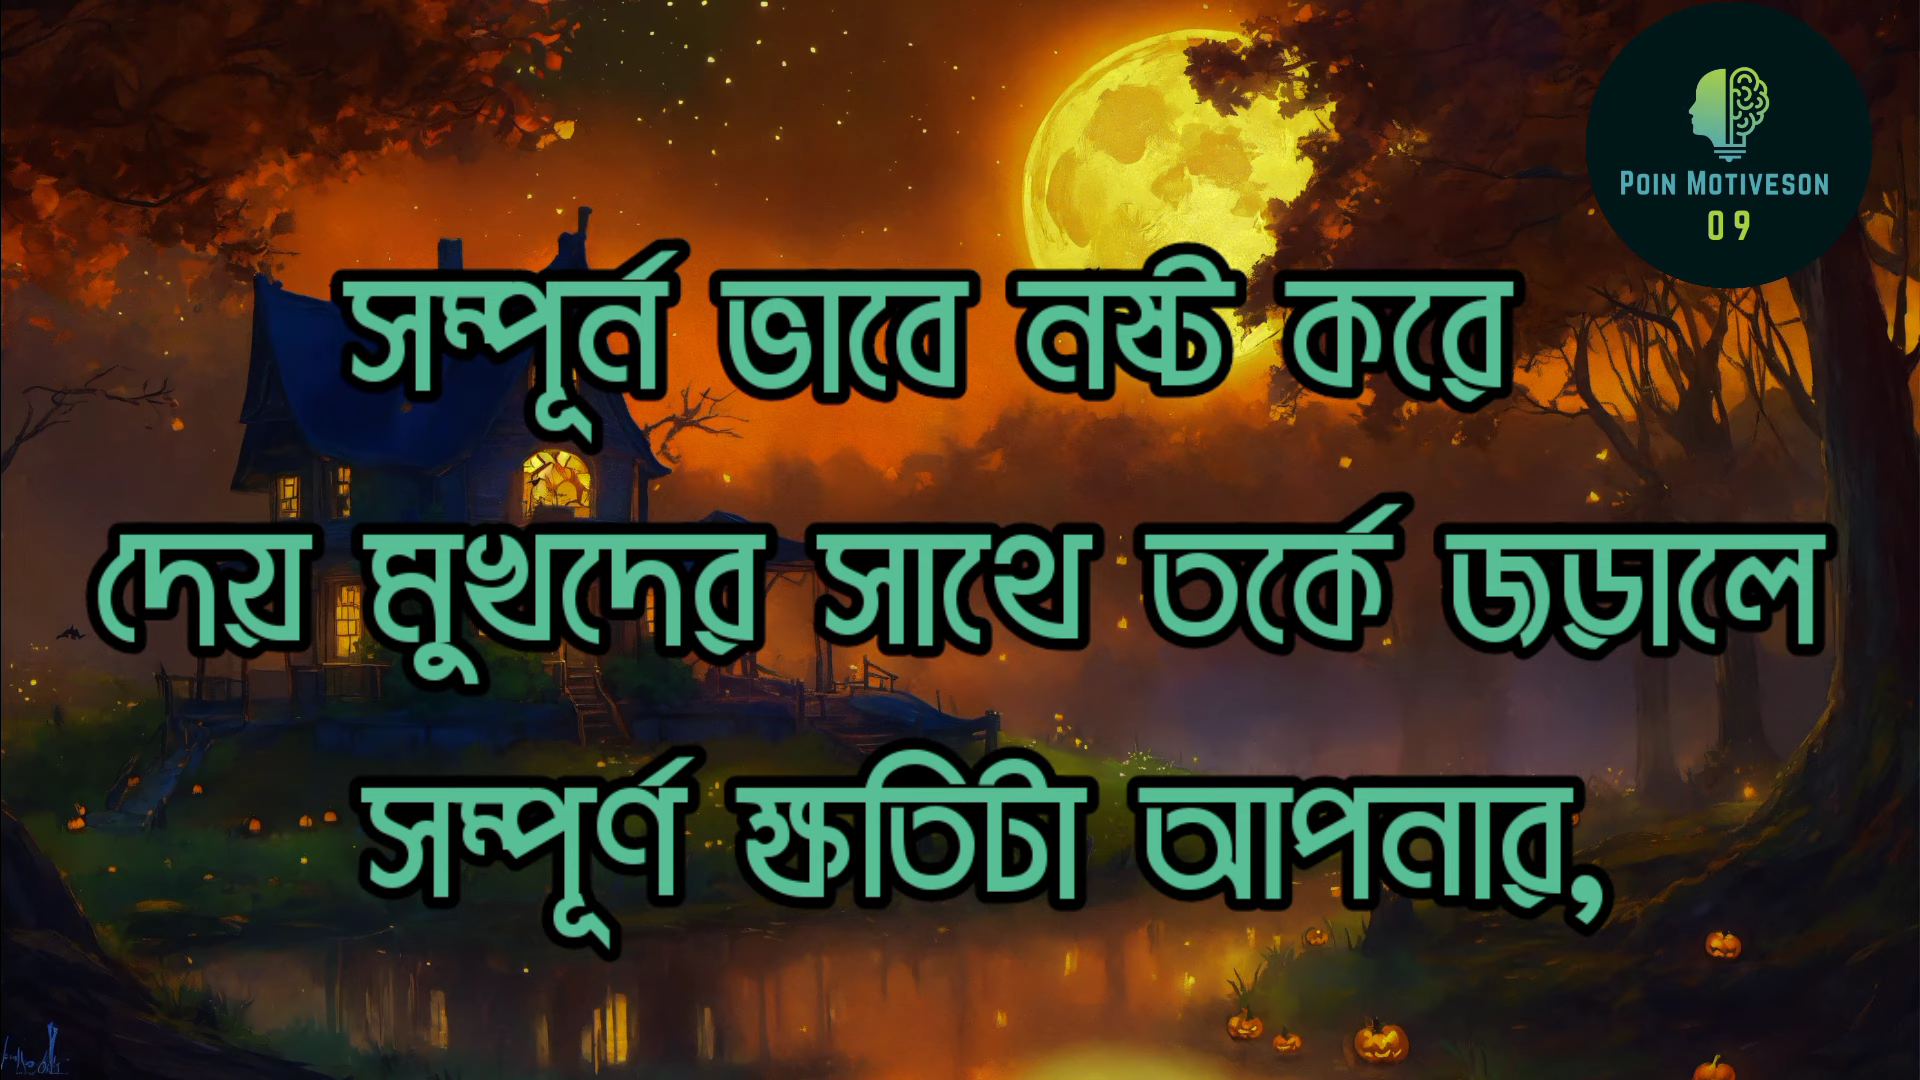 POIN MOTIVESON
09
সম্পূর্ন ভাবে নষ্ট করে
দেয় মুখদের সাথে তর্কে জড়ালে
সম্পূর্ণ ক্ষতিটা আপনার,